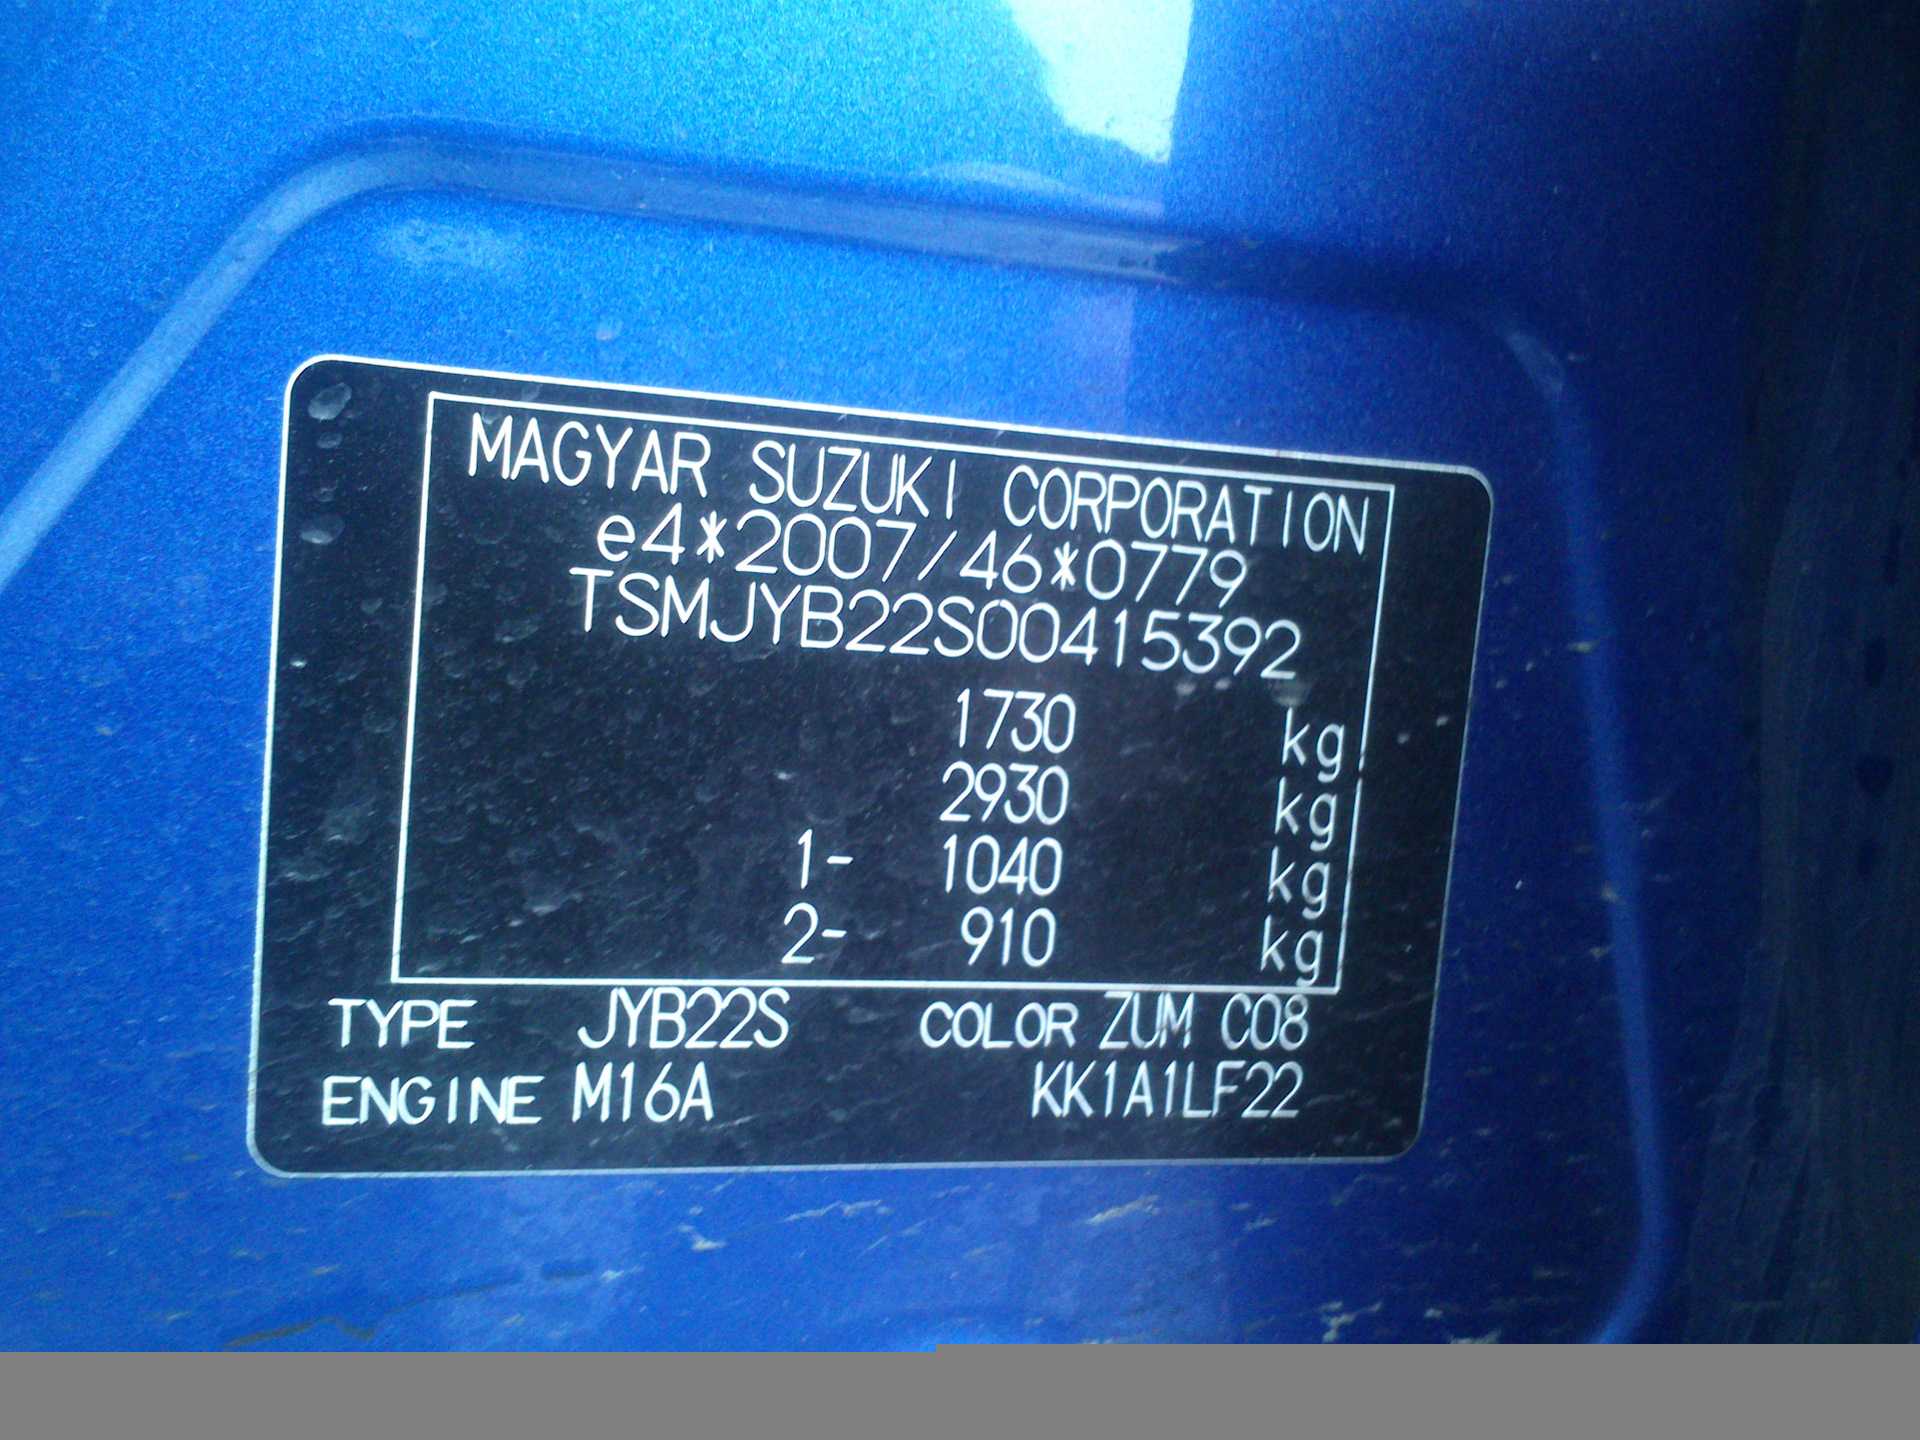 MAGYAR SUZUKI CORPORATION
e4*2007/46*0779
TSMJYB22S00415392
1730 kg
2930 kg
1- 1040 kg
2- 910 kg
TYPE JYB22S COLOR ZUM C08
ENGINE M16A KK1A1LF22